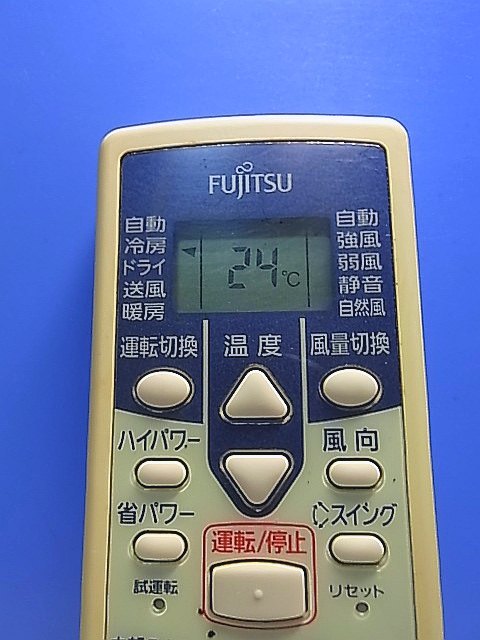 FUJITSU
自動
冷房
ドライ
送風
暖房
24℃
自動
強風
弱風
静音
自然風
運転切換
温度
風量切換
ハイパワー
風向
省パワー
スイング
運転/停止
試運転
リセット